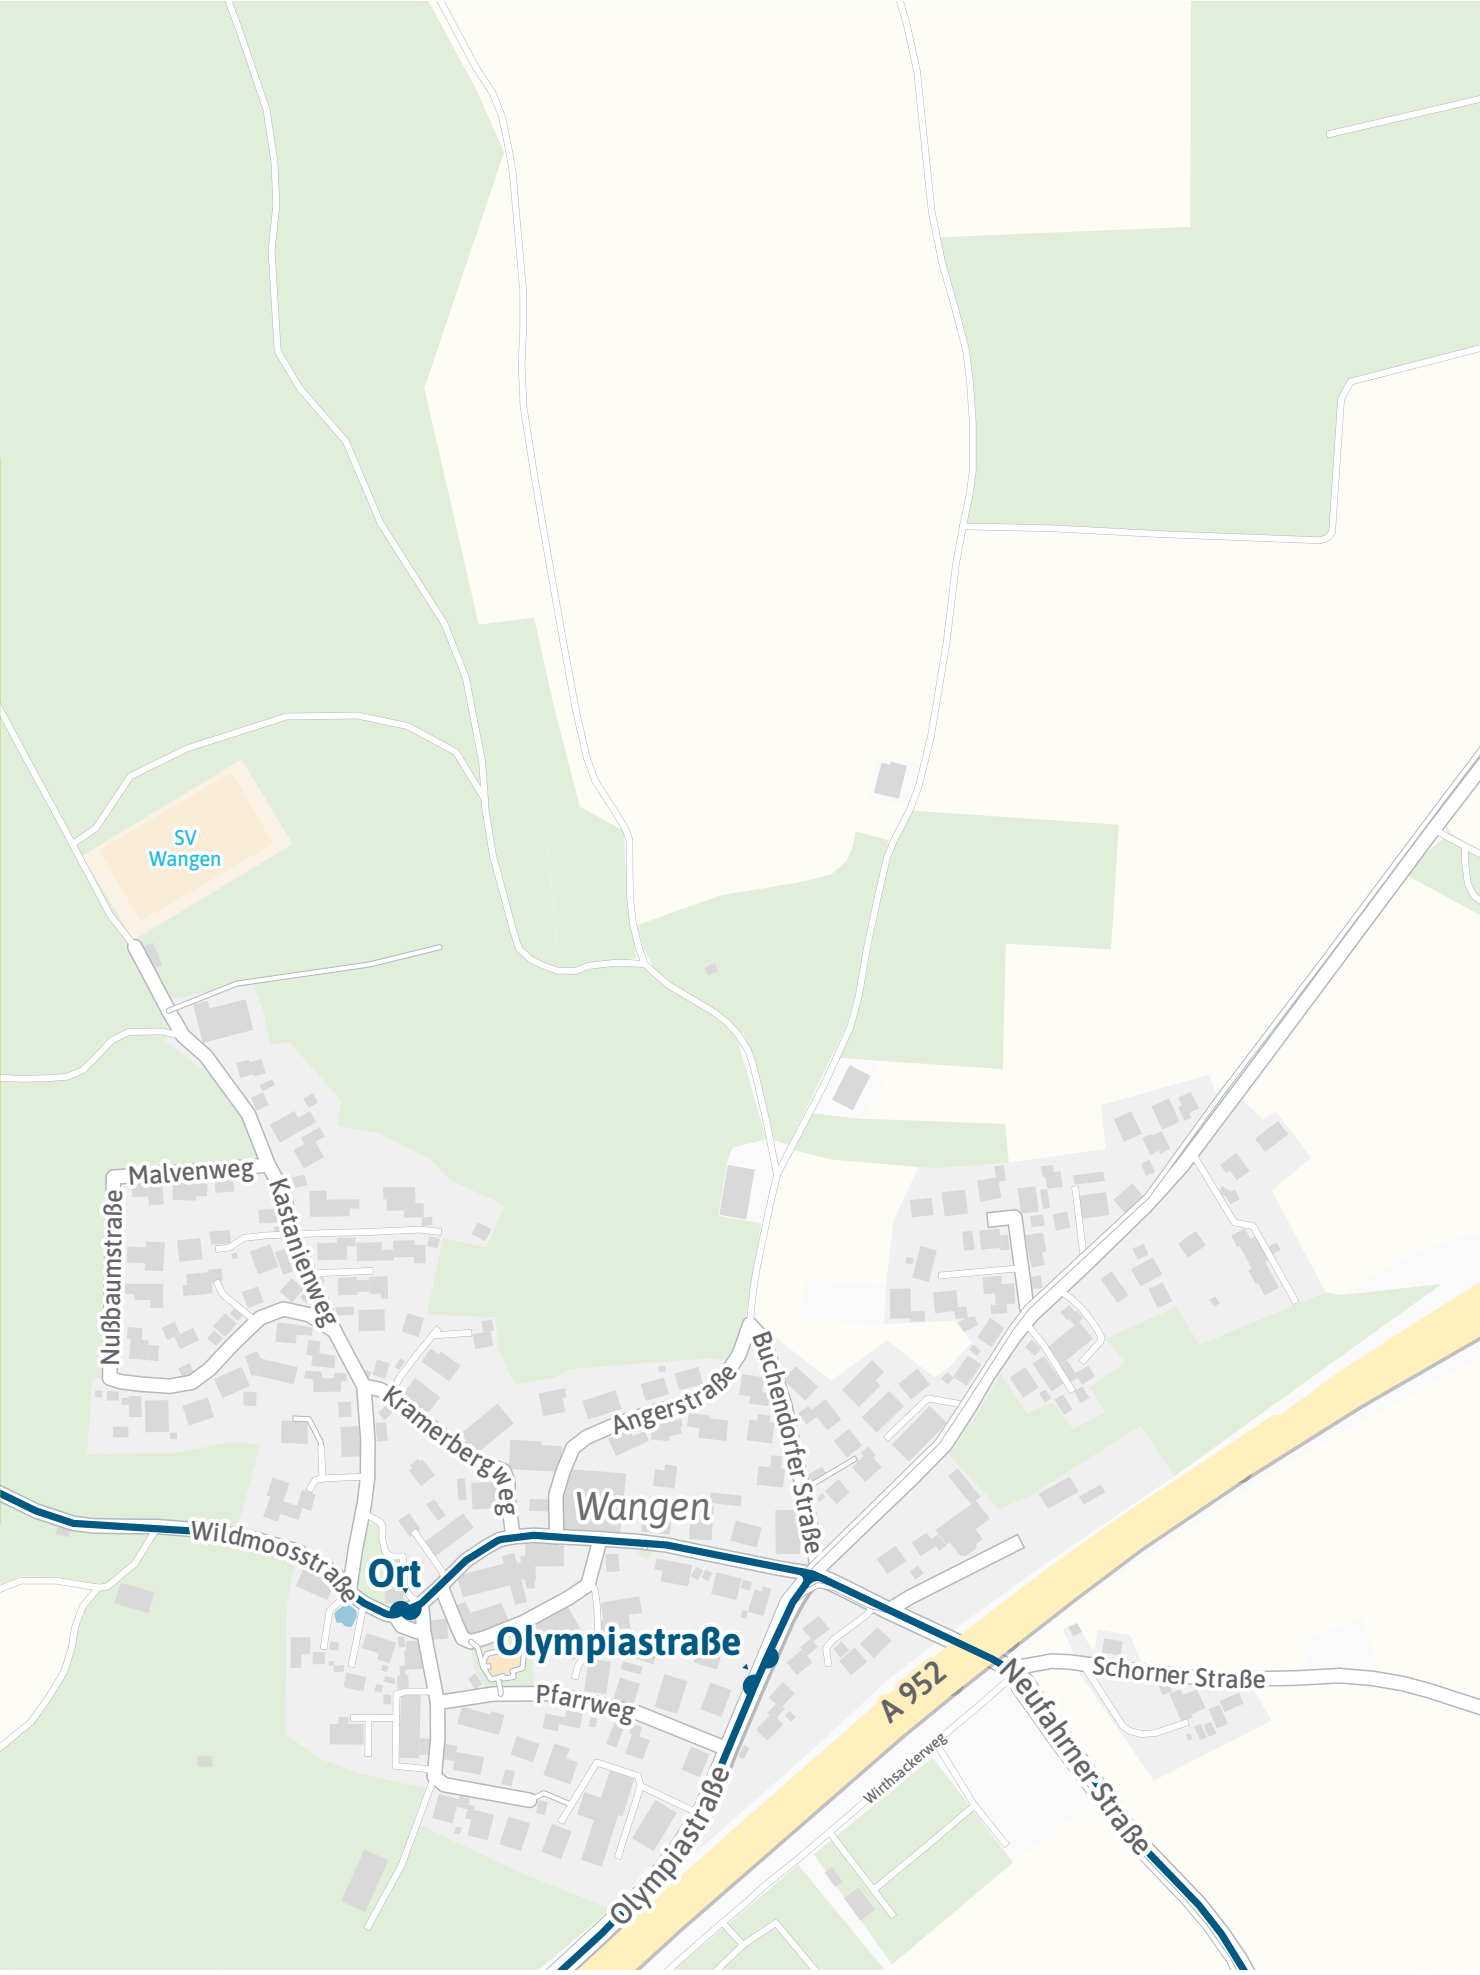 SV
Wangen
Malvenweg
Nußbaumstraße
Kastanienweg
Buchendorfer Straße
Angerstraße
Kramerbergweg
Wangen
Wildmoosstraße
Ort
Olympiastraße
A 952
Neufahrner Straße
Schorner Straße
Pfarrweg
Wirthsackerweg
Olympiastraße